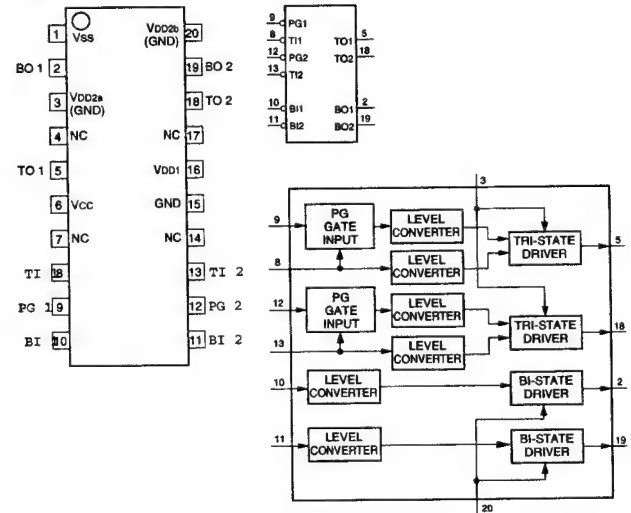 1 Vss VDD2b 20
(GND)
BO 1 2 19 BO 2
3 VDD2a 18 TO 2
(GND)
4 NC NC 17
TO 1 5 VDD1 16
6 Vcc GND 15
7 NC NC 14
TI 18 13 TI 2
PG 1 9 12 PG 2
BI 10 11 BI 2
9 PG1
8 TI1 TO1 5
12 PG2 TO2 18
13 TI2
10 BI1 BO1 2
11 BI2 BO2 19
3
9 PG
GATE
INPUT
LEVEL
CONVERTER
TRI-STATE
DRIVER
5
8 LEVEL
CONVERTER
12 PG
GATE
INPUT
LEVEL
CONVERTER
TRI-STATE
DRIVER
18
13 LEVEL
CONVERTER
10 LEVEL
CONVERTER
BI-STATE
DRIVER
2
11 LEVEL
CONVERTER
BI-STATE
DRIVER
19
20